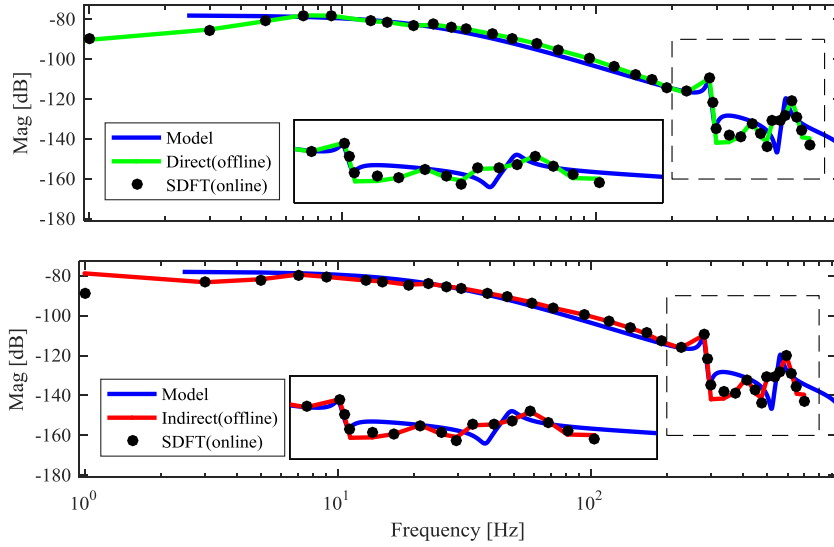 -80
-100
-120
-140
-160
-180
Mag [dB]
Model
Direct(offline)
SDFT(online)
-80
-100
-120
-140
-160
-180
Mag [dB]
Model
Indirect(offline)
SDFT(online)
10^0
10^1
10^2
Frequency [Hz]